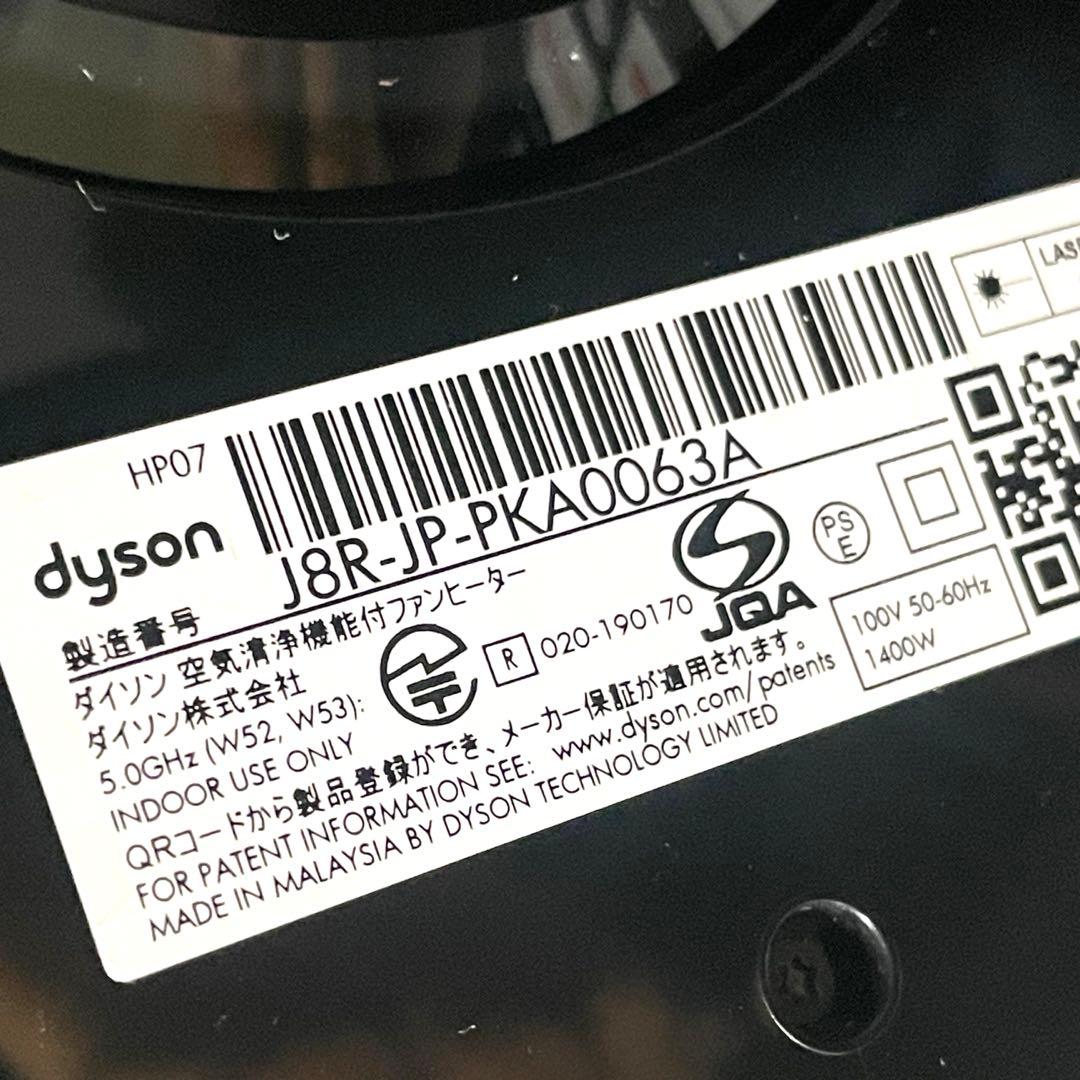 HP07
J8R-JP-PKA0063A
dyson
製造番号
ダイソン 空気清浄機能付ファンヒーター
ダイソン株式会社
5.0GHz (W52, W53):
INDOOR USE ONLY
R 020-190170
JQA
PS
E
100V 50-60Hz
1400W
QRコードから製品登録ができ、メーカー保証が適用されます。
FOR PATENT INFORMATION SEE: www.dyson.com/patents
MADE IN MALAYSIA BY DYSON TECHNOLOGY LIMITED